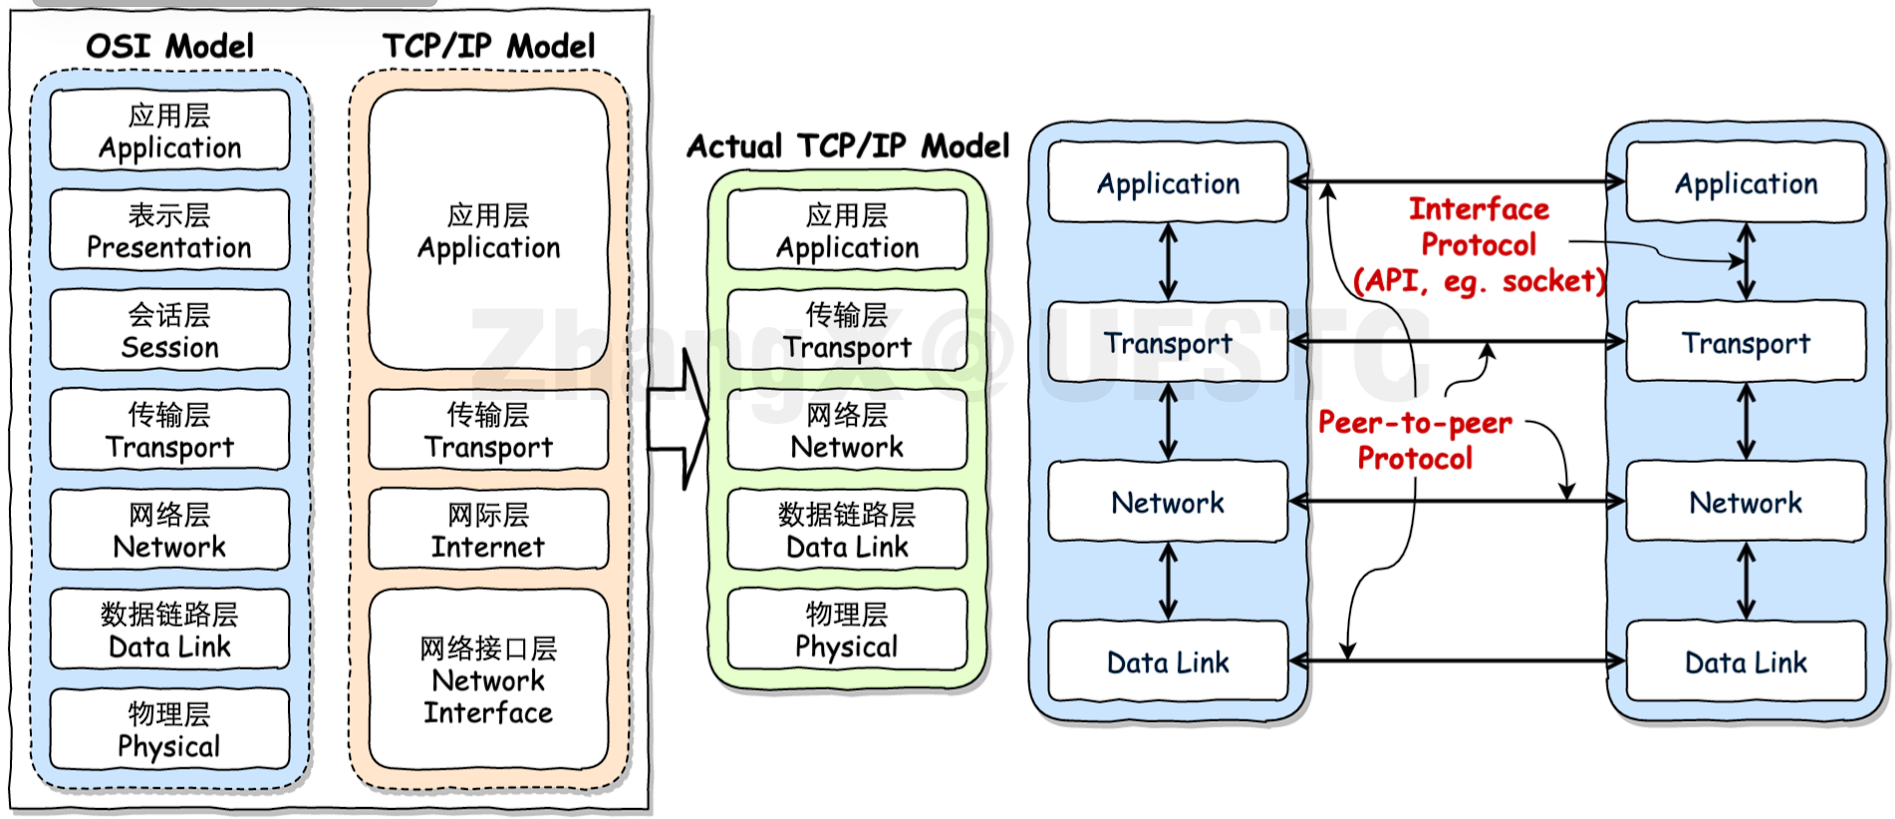 OSI Model
应用层
Application
表示层
Presentation
会话层
Session
传输层
Transport
网络层
Network
数据链路层
Data Link
物理层
Physical
TCP/IP Model
应用层
Application
传输层
Transport
网际层
Internet
网络接口层
Network
Interface
Actual TCP/IP Model
应用层
Application
传输层
Transport
网络层
Network
数据链路层
Data Link
物理层
Physical
Application
Transport
Network
Data Link
Interface
Protocol
(API, eg. socket)
Peer-to-peer
Protocol
Application
Transport
Network
Data Link
ZhangX@UESTC